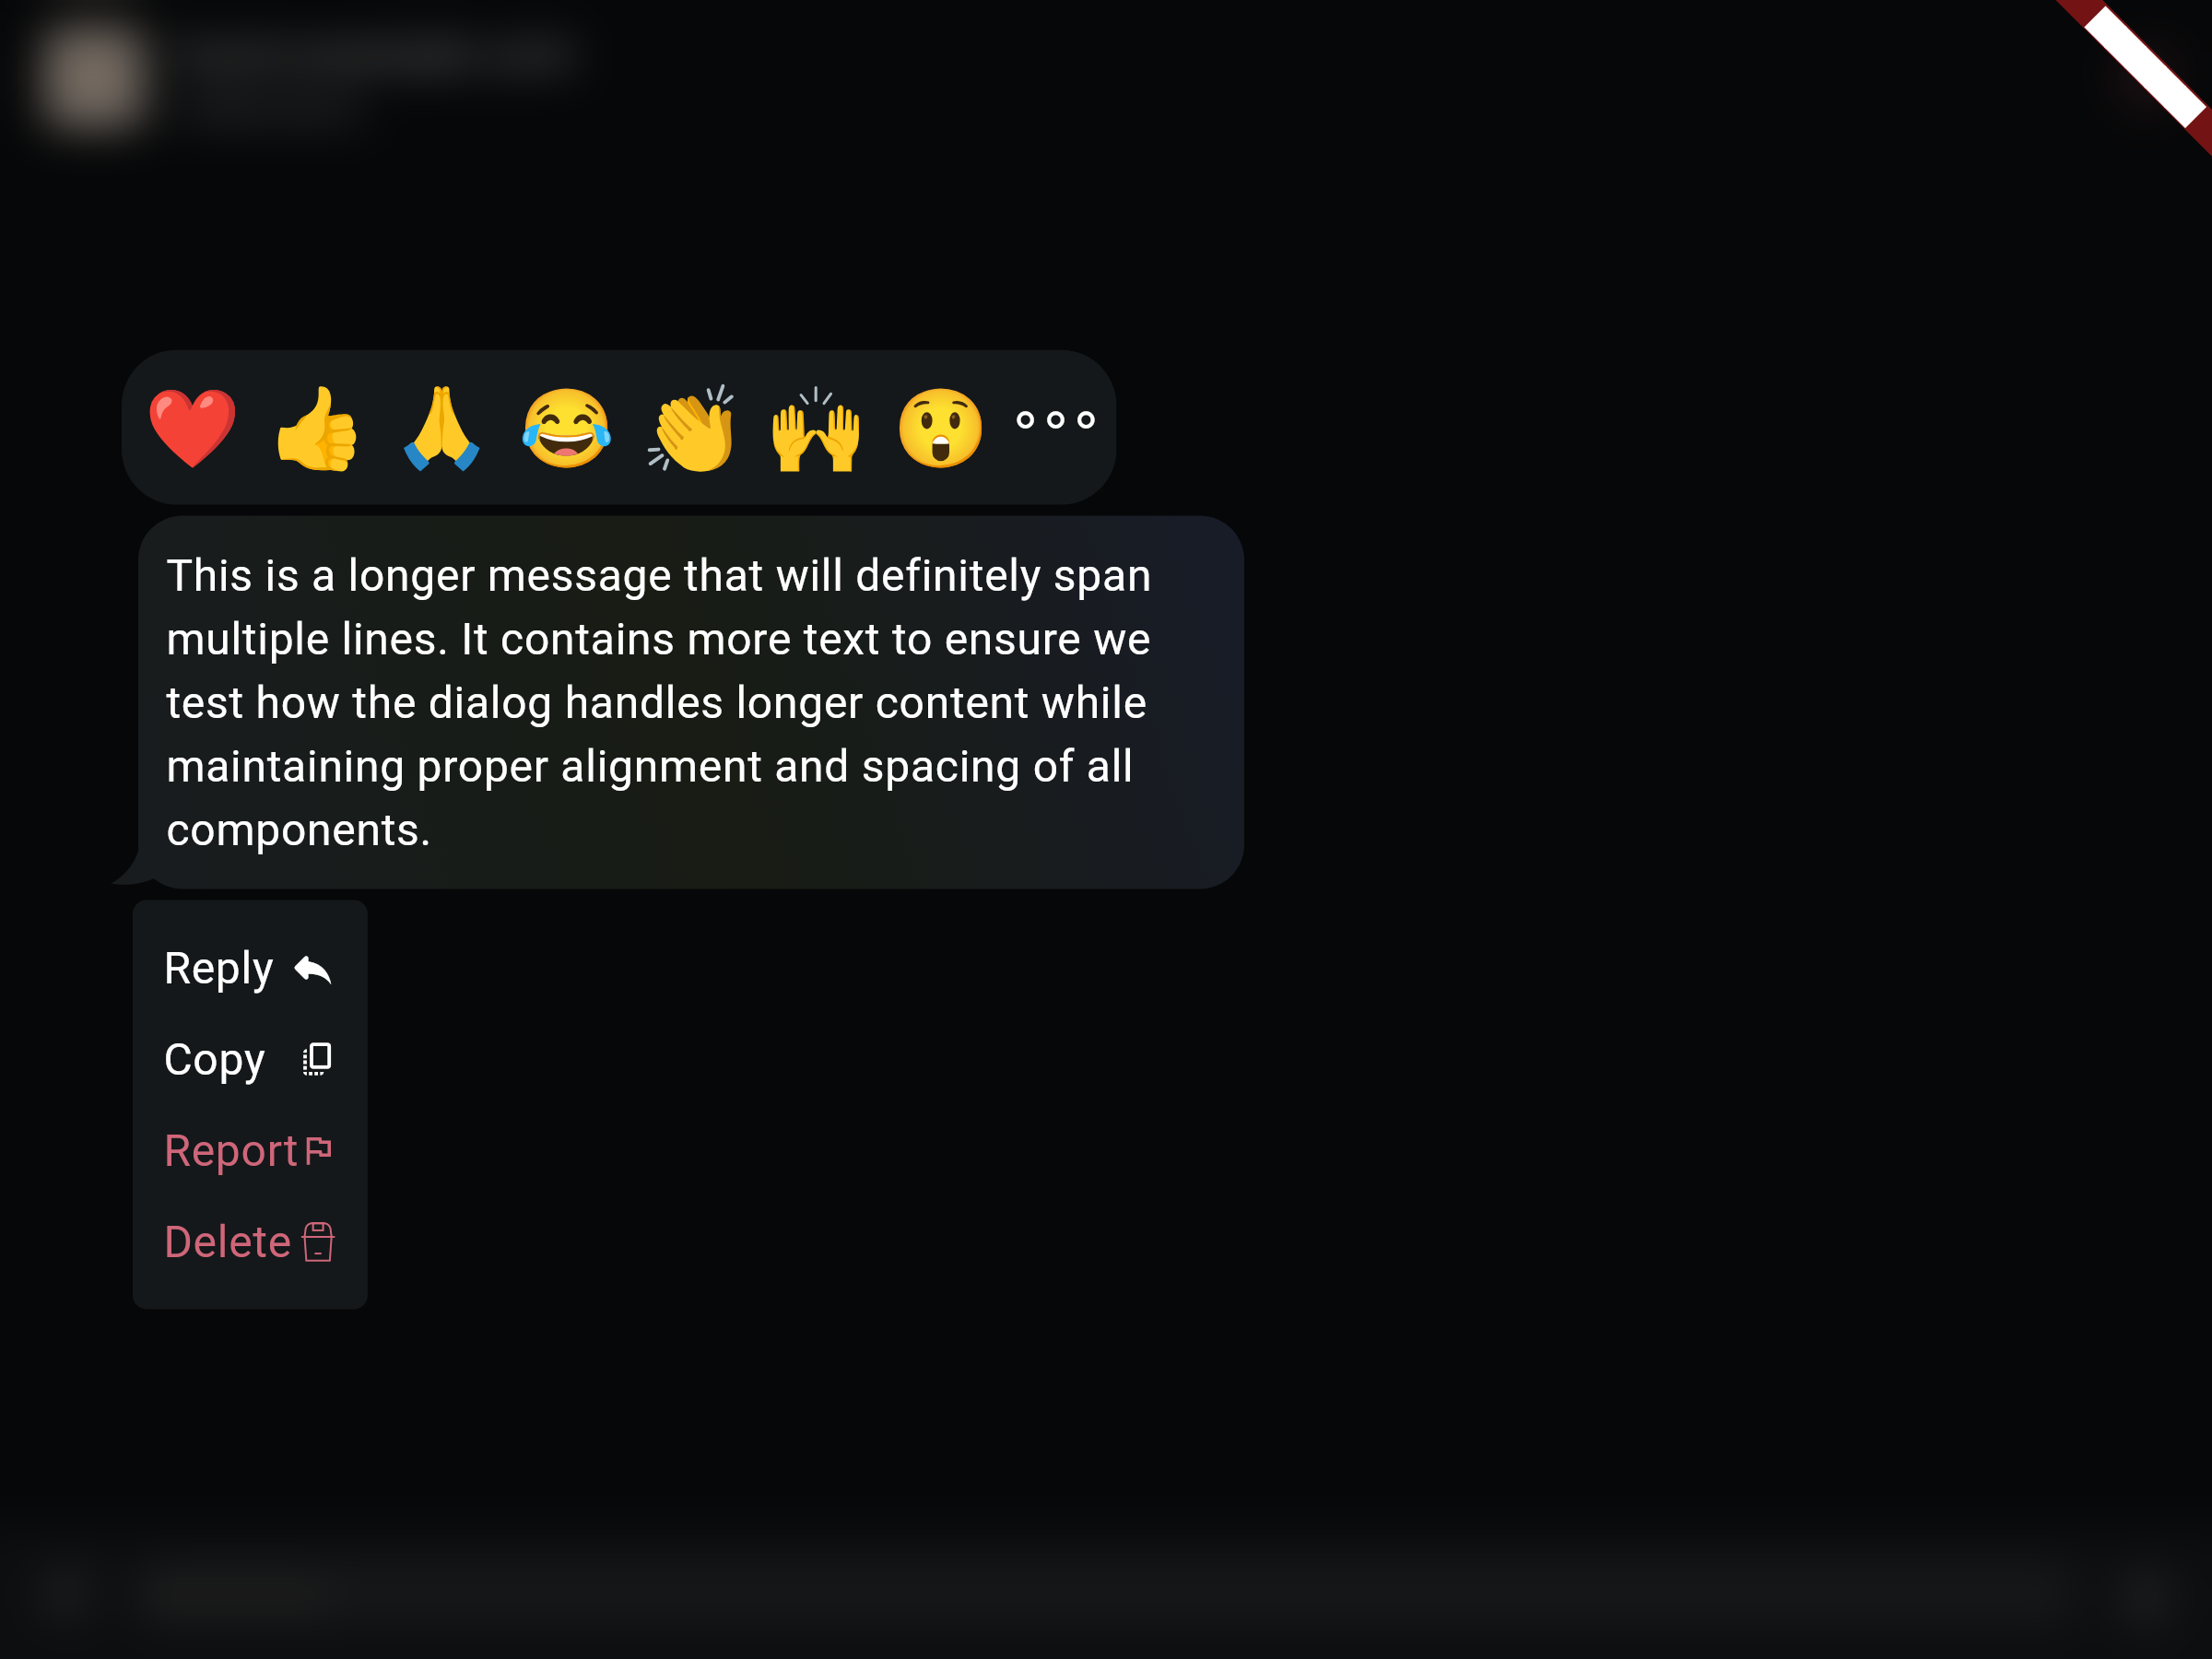 This is a longer message that will definitely span
multiple lines. It contains more text to ensure we
test how the dialog handles longer content while
maintaining proper alignment and spacing of all
components.
Reply
Copy
Report
Delete